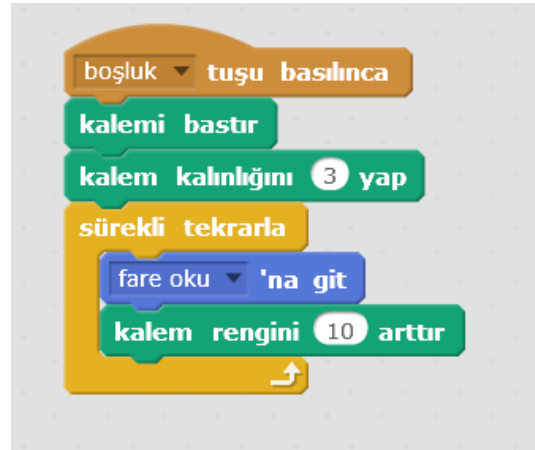 boşluk tuşu basılınca
kalemi bastır
kalem kalınlığını 3 yap
sürekli tekrarla
fare oku 'na git
kalem rengini 10 arttır